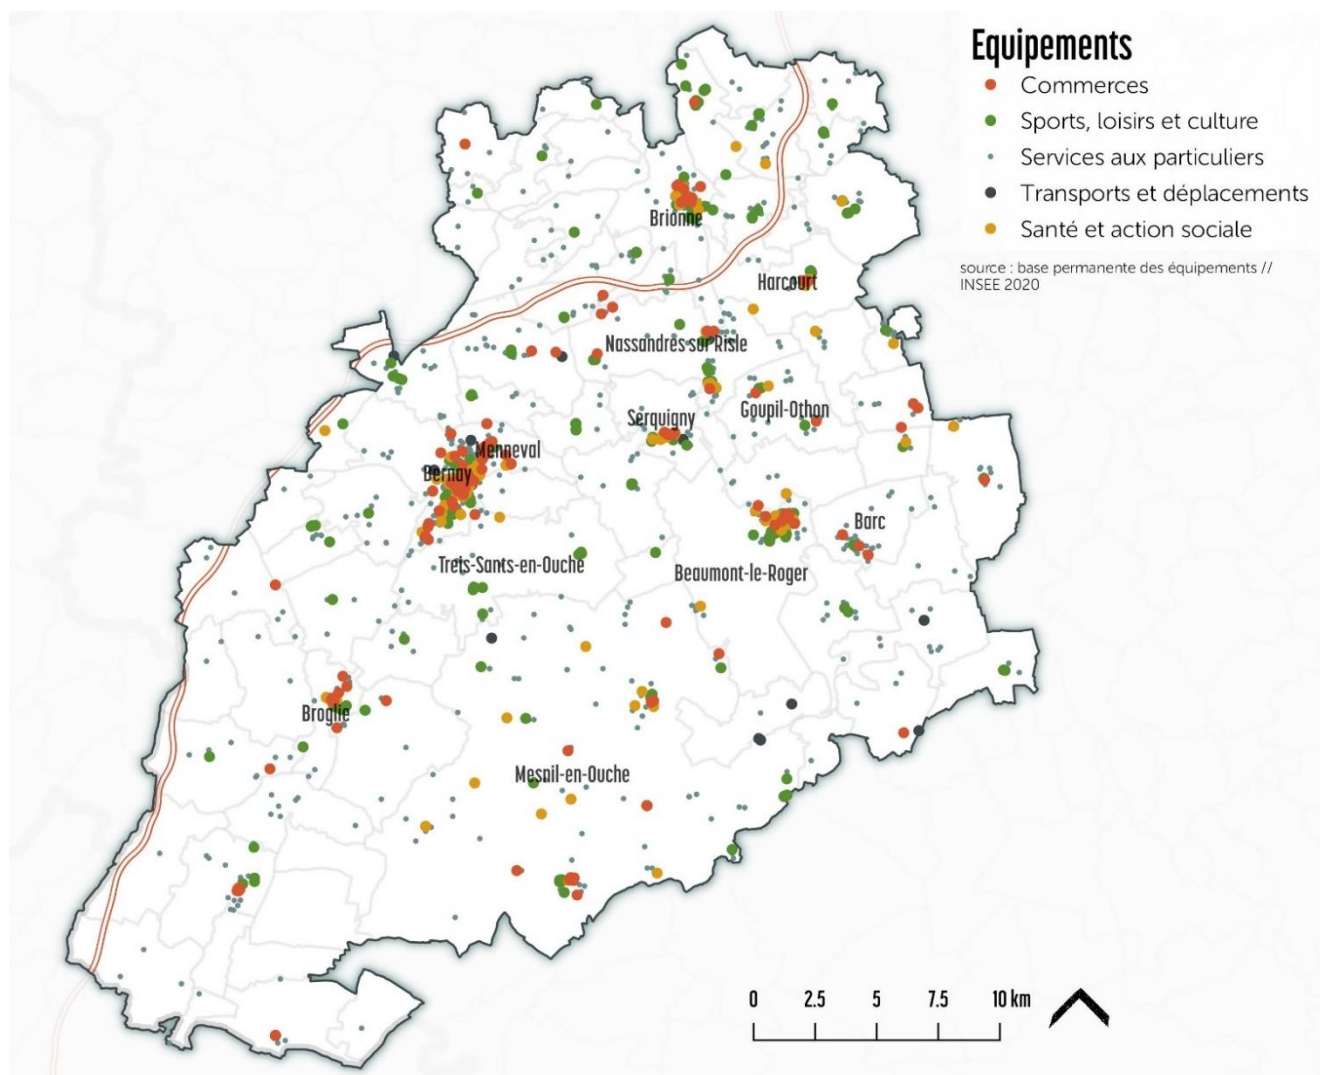 Equipements
Commerces
Sports, loisirs et culture
Services aux particuliers
Transports et déplacements
Santé et action sociale
source : base permanente des équipements //
INSEE 2020
Brionne
Harcourt
Nassandres sur Risle
Goupil-Othon
Serquigny
Menneval
Bernay
Barc
Treis-Sants-en-Ouche
Beaumont-le-Roger
Broglie
Mesnil-en-Ouche
0 2.5 5 7.5 10 km